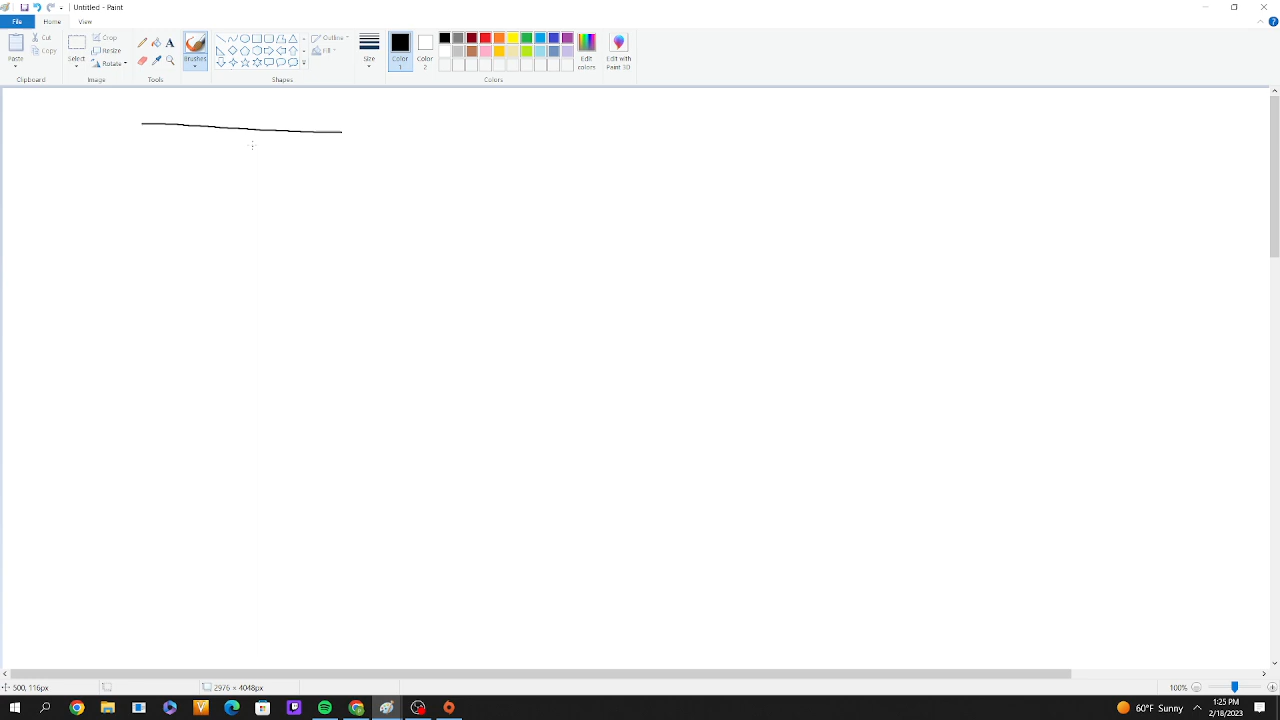 Untitled - Paint
File Home View
Paste
Cut
Copy
Clipboard
Select
Crop
Resize
Rotate
Image
Tools
Brushes
Outline
Fill
Shapes
Size
Color 1
Color 2
Colors
Edit colors
Edit with Paint 3D
500, 116px
2976 × 4048px
100%
60°F Sunny
1:25 PM
2/18/2023